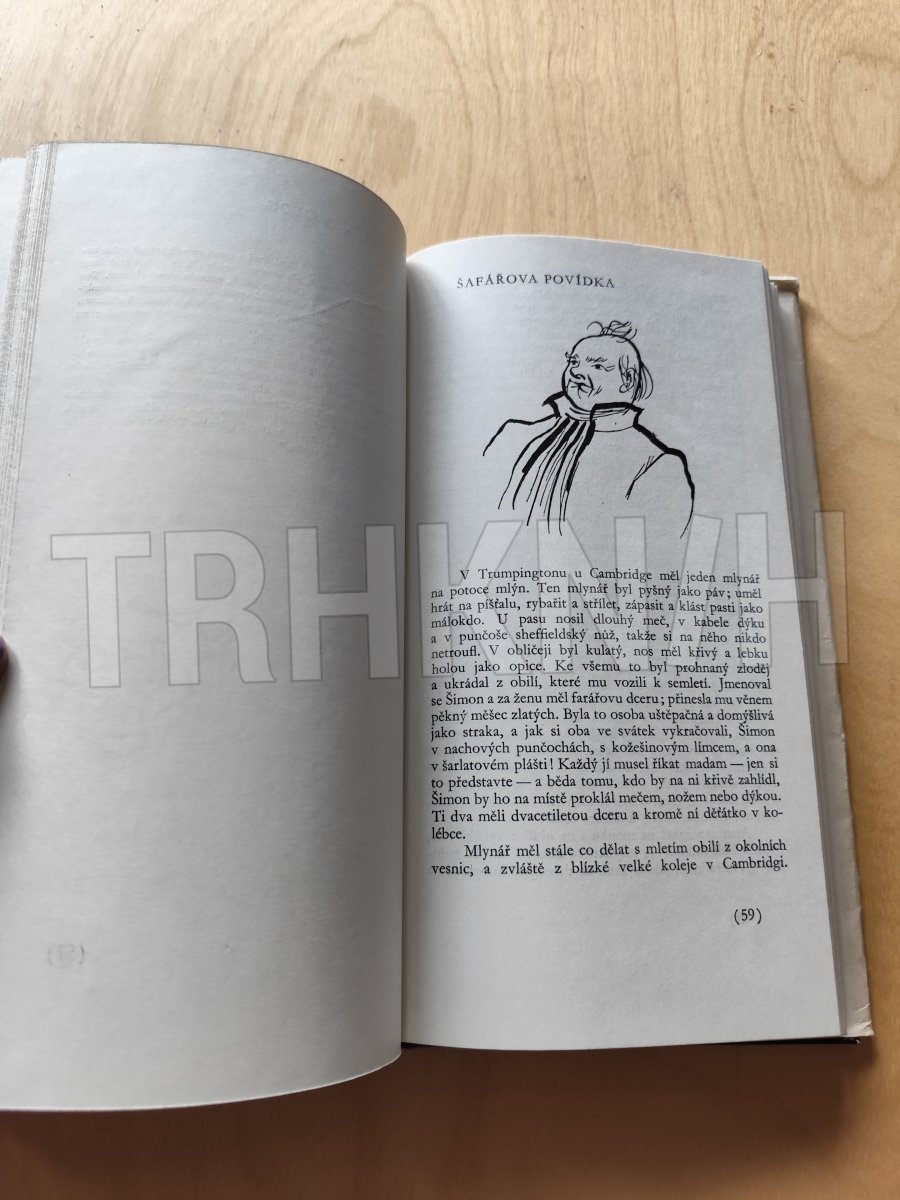 ŠAFÁŘOVA POVÍDKA
V Trumpingtonu u Cambridge měl jeden mlynář
na potoce mlýn. Ten mlynář byl pyšný jako páv; uměl
hrát na píšťalu, rybařit a střílet, zápasit a klást pasti jako
málokdo. U pasu nosil dlouhý meč, v kabele dýku
a v punčoše sheffieldský nůž, takže si na něho nikdo
netroufl. V obličeji byl kulatý, nos měl křivý a lebku
holou jako opice. Ke všemu to byl prohnaný zloděj
a ukrádal z obilí, které mu vozili k semletí. Jmenoval
se Šimon a za ženu měl farářovu dceru; přinesla mu věnem
pěkný měšec zlatých. Byla to osoba uštěpačná a domýšlivá
jako straka, a jak si oba ve svátek vykračovali, Šimon
v nachových punčochách, s kožešinovým límcem, a ona
v šarlatovém plášti! Každý jí musel říkat madam — jen si
to představte — a běda tomu, kdo by na ni křivě zahlídl,
Šimon by ho na místě proklál mečem, nožem nebo dýkou.
Ti dva měli dvacetiletou dceru a kromě ní děťátko v ko-
lébce.
Mlynář měl stále co dělat s mletím obilí z okolních
vesnic, a zvláště z blízké velké koleje v Cambridgi.
(59)
(57)
TRHKNIH